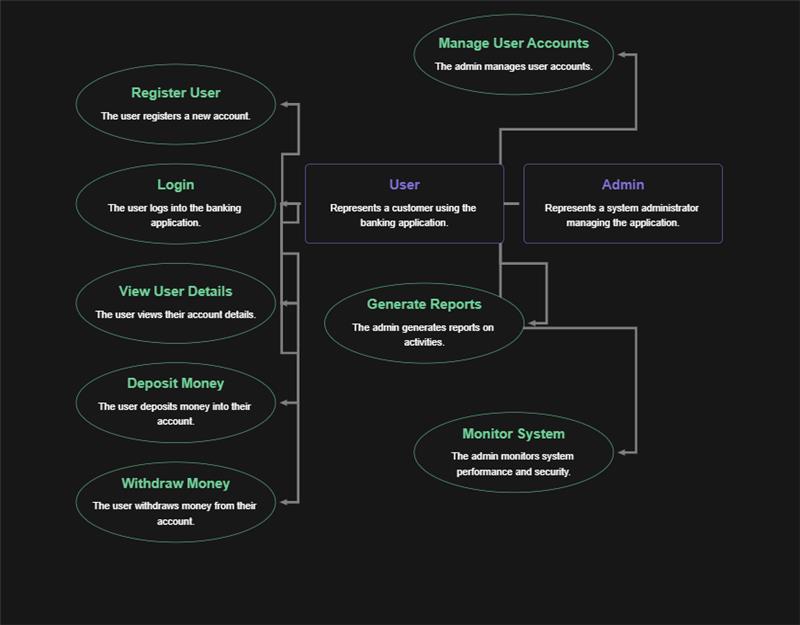 Manage User Accounts
The admin manages user accounts.
Register User
The user registers a new account.
Login
The user logs into the banking
application.
User
Represents a customer using the
banking application.
Admin
Represents a system administrator
managing the application.
View User Details
The user views their account details.
Generate Reports
The admin generates reports on
activities.
Deposit Money
The user deposits money into their
account.
Monitor System
The admin monitors system
performance and security.
Withdraw Money
The user withdraws money from their
account.